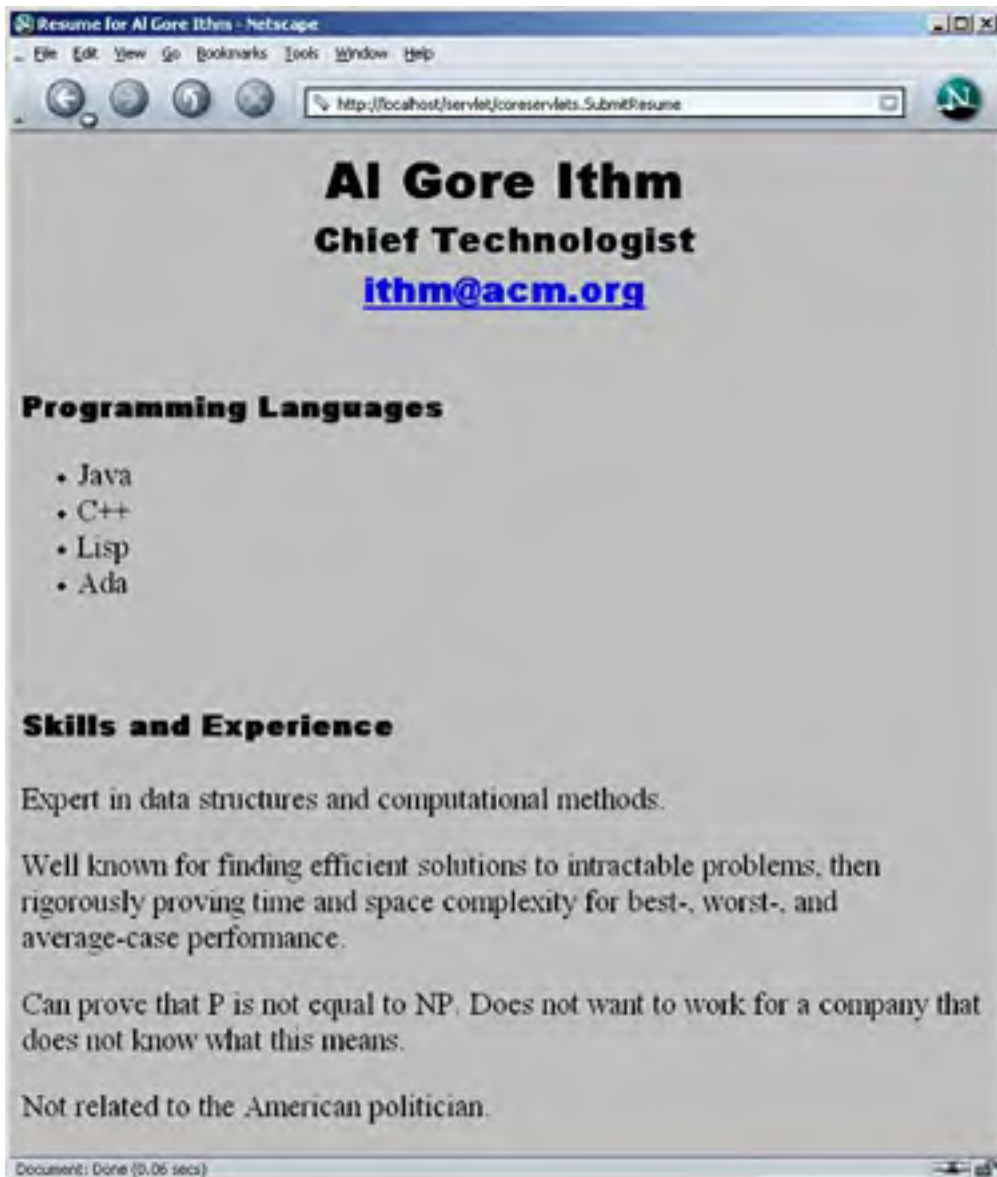 Resume for Al Gore Ithm - Netscape
File Edit View Go Bookmarks Tools Window Help
http://localhost/servlet/coreservlets.SubmitResume
N
Al Gore Ithm
Chief Technologist
ithm@acm.org
Programming Languages
• Java
• C++
• Lisp
• Ada
Skills and Experience
Expert in data structures and computational methods.
Well known for finding efficient solutions to intractable problems, then
rigorously proving time and space complexity for best-, worst-, and
average-case performance.
Can prove that P is not equal to NP. Does not want to work for a company that
does not know what this means.
Not related to the American politician.
Document: Done (0.06 secs)